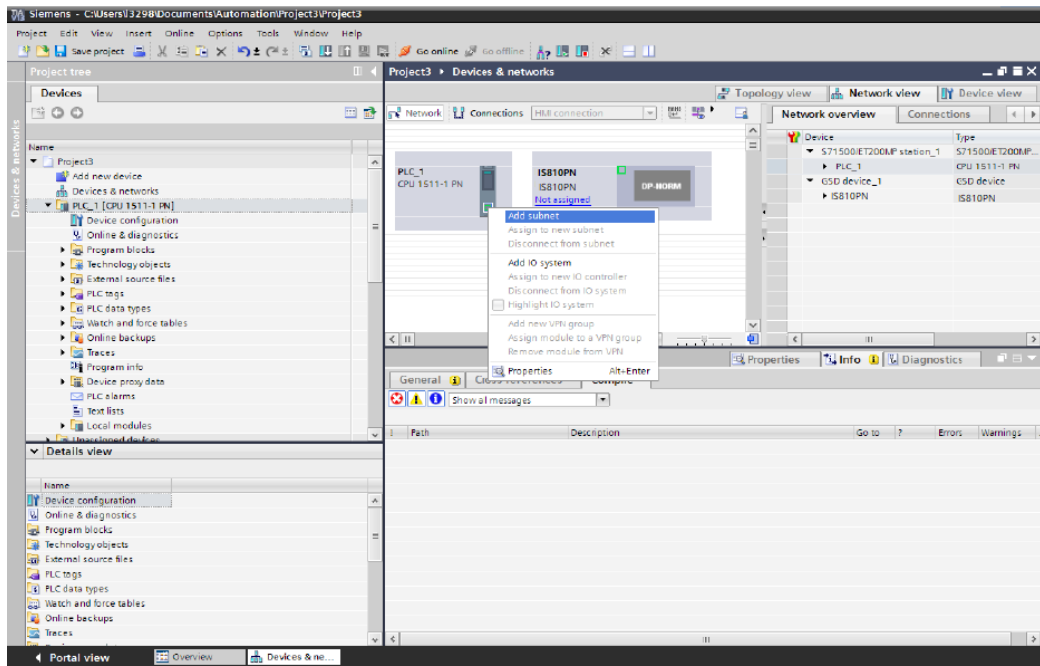 Siemens - C:\Users\13298\Documents\Automation\Project3\Project3
Project Edit View Insert Online Options Tools Window Help
Save project Go online Go offline
Project tree
Devices
Devices & networks
Name
Project3
Add new device
Devices & networks
PLC_1 [CPU 1511-1 PN]
Device configuration
Online & diagnostics
Program blocks
Technology objects
External source files
PLC tags
PLC data types
Watch and force tables
Online backups
Traces
Program info
Device proxy data
PLC alarms
Text lists
Local modules
Unassigned devices
Details view
Name
Device configuration
Online & diagnostics
Program blocks
Technology objects
External source files
PLC tags
PLC data types
Watch and force tables
Online backups
Traces
Project3 Devices & networks
Topology view Network view Device view
Network Connections HMI connection
PLC_1
CPU 1511-1 PN
IS810PN
IS810PN
DP-NORM
Not assigned
Add subnet
Assign to new subnet
Disconnect from subnet
Add IO system
Assign to new IO controller
Disconnect from IO system
Highlight IO system
Add new VPN group
Assign module to a VPN group
Remove module from VPN
Properties Alt+Enter
Network overview Connections
Device Type
S71500/ET200MP station_1 S71500/ET200MP...
PLC_1 CPU 1511-1 PN
GSD device_1 GSD device
IS810PN IS810PN
Properties Info Diagnostics
General Cross-references Compile
Show all messages
! Path Description Go to ? Errors Warnings
Portal view Overview Devices & ne...